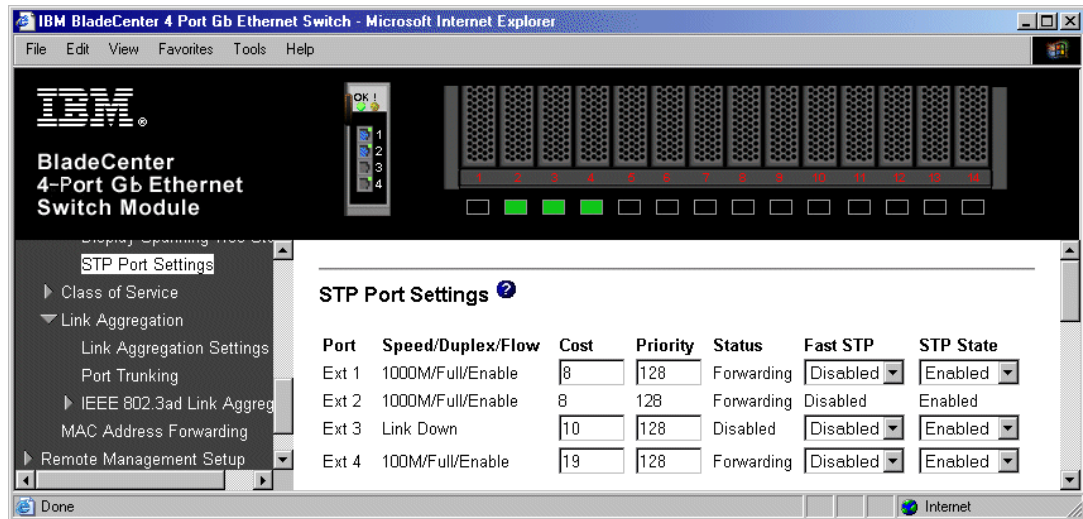 IBM BladeCenter 4 Port Gb Ethernet Switch - Microsoft Internet Explorer
File Edit View Favorites Tools Help
IBM®
BladeCenter
4-Port Gb Ethernet
Switch Module
OK !
1
2
3
4
1 2 3 4 5 6 7 8 9 10 11 12 13 14
Display Spanning Tree
STP Port Settings
Class of Service
Link Aggregation
Link Aggregation Settings
Port Trunking
IEEE 802.3ad Link Aggreg
MAC Address Forwarding
Remote Management Setup
STP Port Settings ?
Port Speed/Duplex/Flow Cost Priority Status Fast STP STP State
Ext 1 1000M/Full/Enable 8 128 Forwarding Disabled Enabled
Ext 2 1000M/Full/Enable 8 128 Forwarding Disabled Enabled
Ext 3 Link Down 10 128 Disabled Disabled Enabled
Ext 4 100M/Full/Enable 19 128 Forwarding Disabled Enabled
Done
Internet